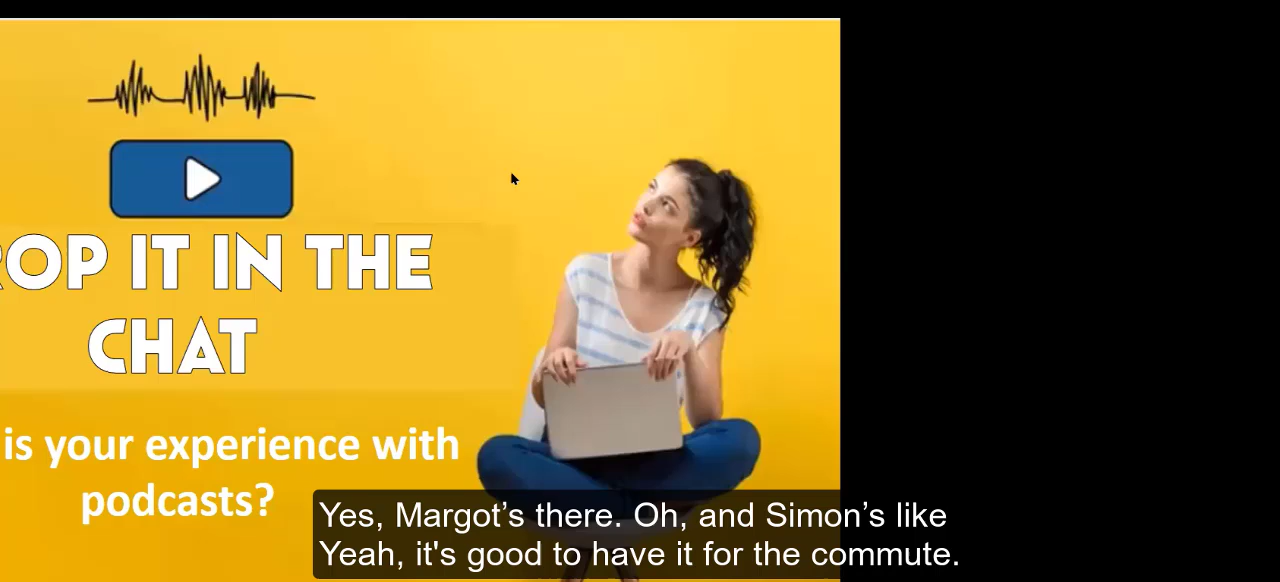 ROP IT IN THE
CHAT
is your experience with
podcasts?
Yes, Margot’s there. Oh, and Simon’s like
Yeah, it's good to have it for the commute.